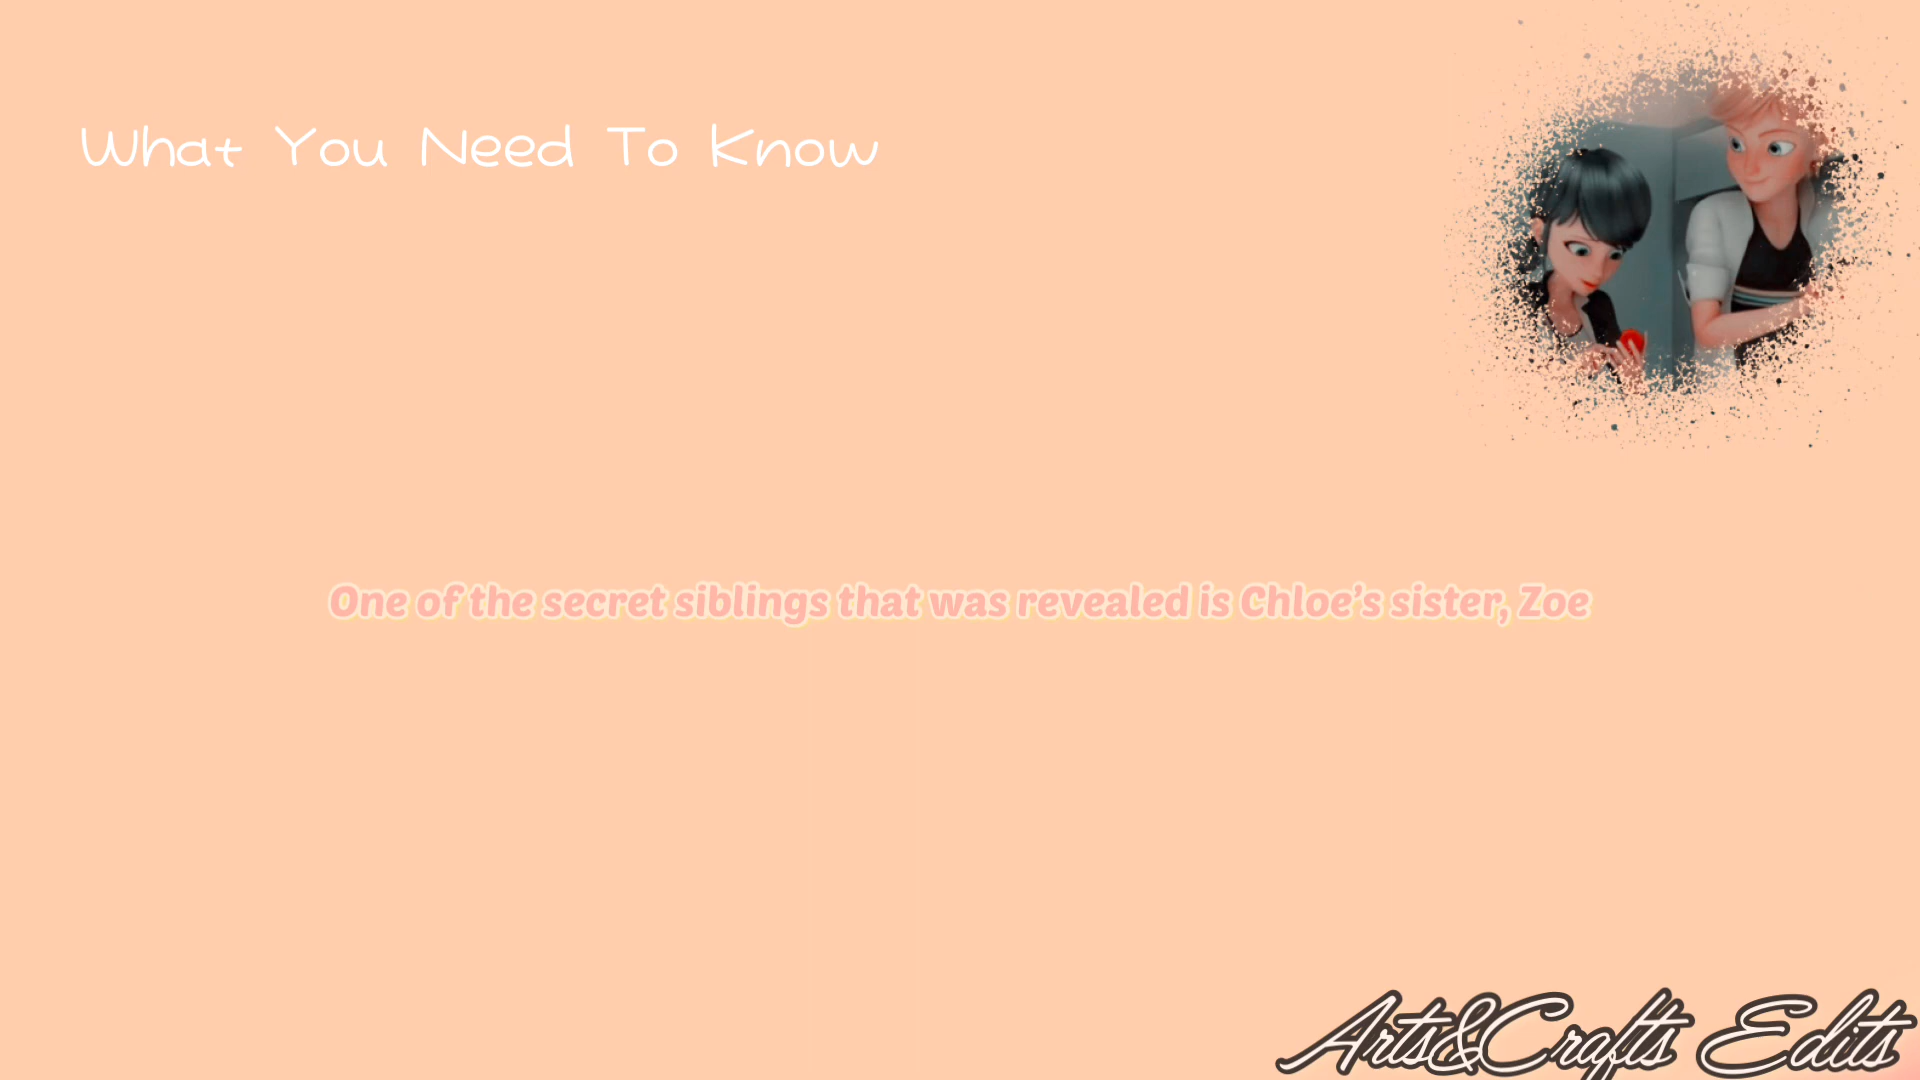 What You Need To Know
One of the secret siblings that was revealed is Chloe’s sister, Zoe
Arts&Crafts Edits